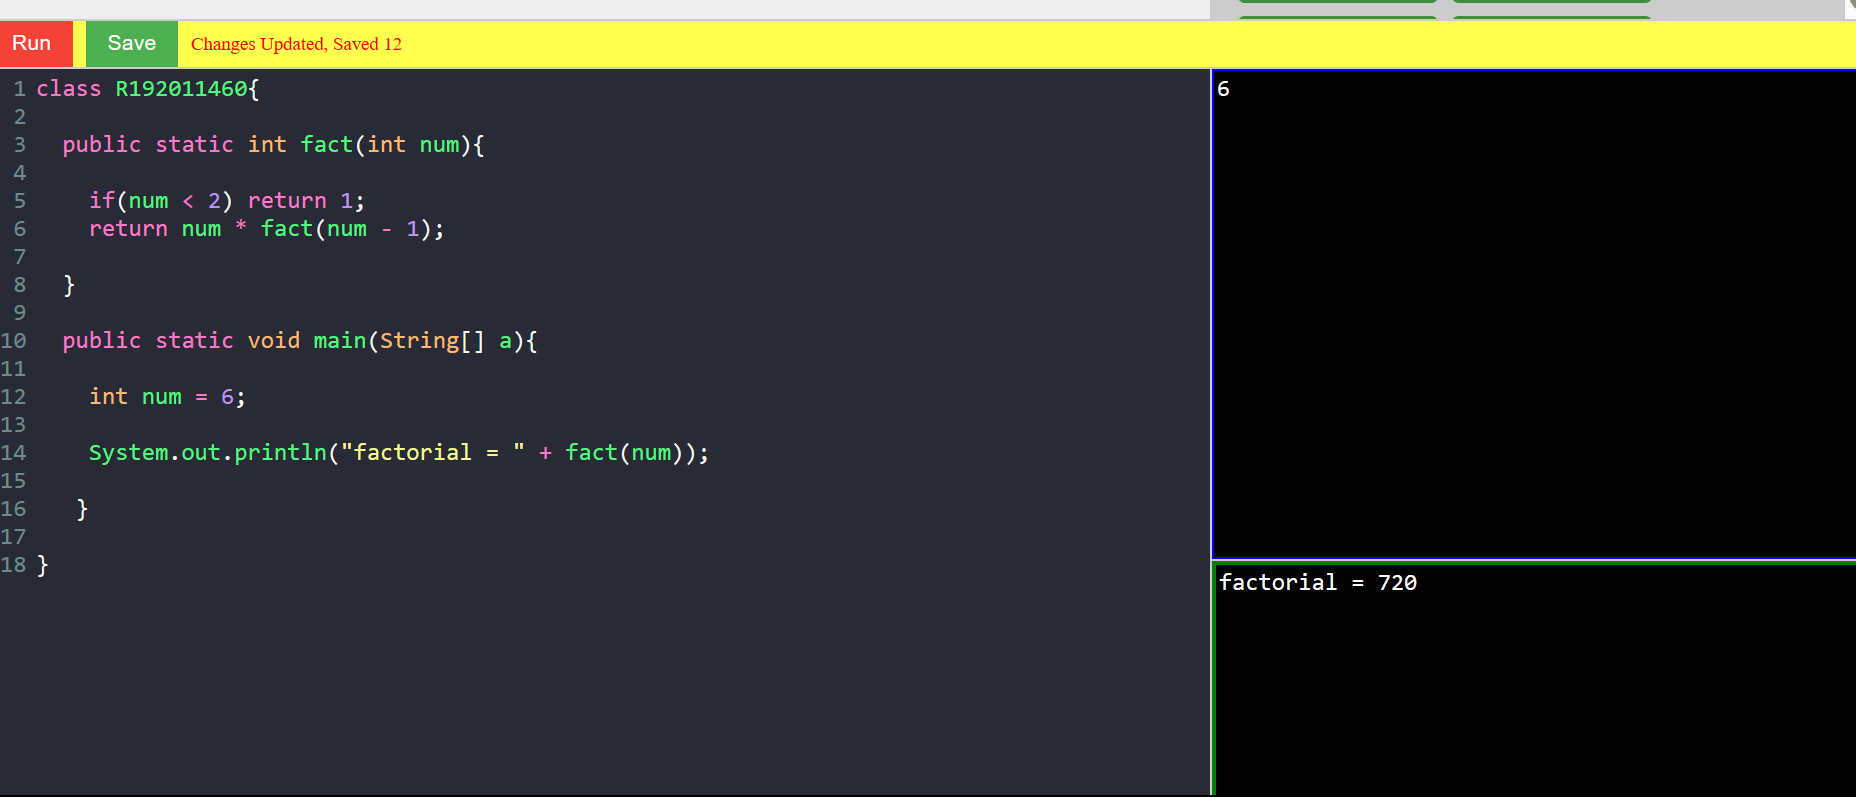 Run Save Changes Updated, Saved 12
1 class R192011460{
2
3   public static int fact(int num){
4
5     if(num < 2) return 1;
6     return num * fact(num - 1);
7
8   }
9
10   public static void main(String[] a){
11
12     int num = 6;
13
14     System.out.println("factorial = " + fact(num));
15
16    }
17
18 }
6
factorial = 720